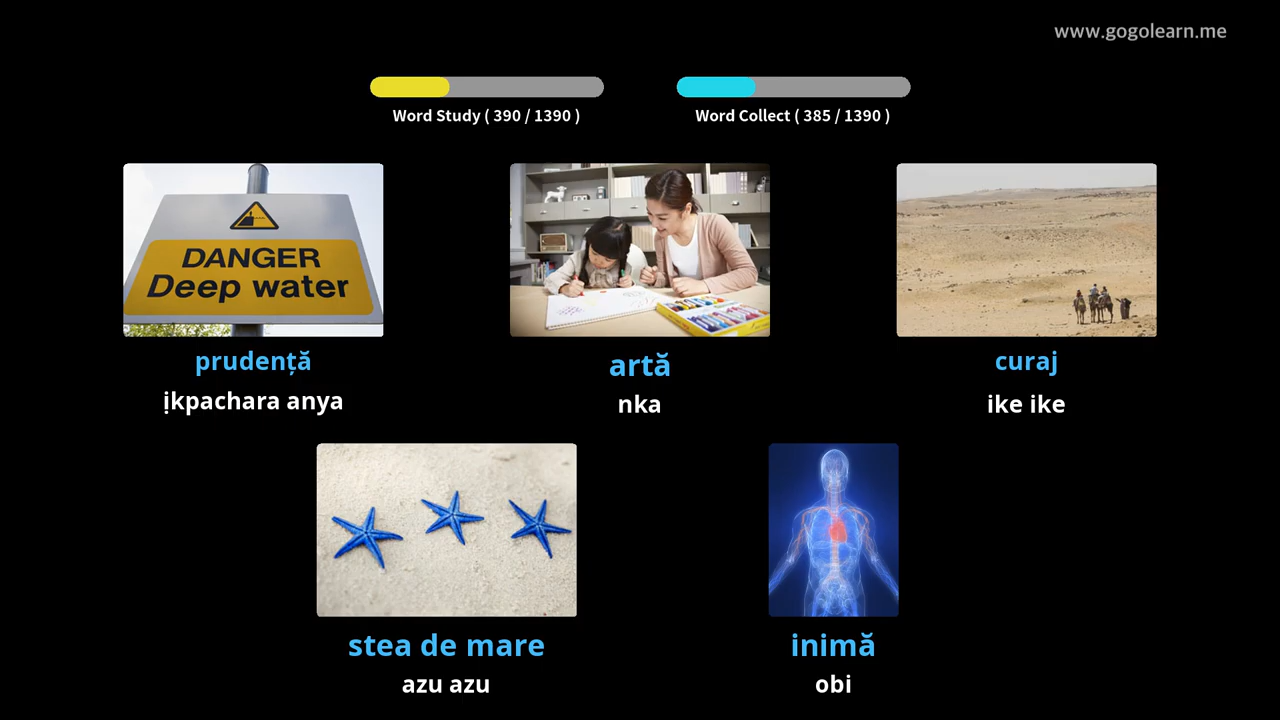 www.gogolearn.me
Word Study ( 390 / 1390 )
Word Collect ( 385 / 1390 )
DANGER
Deep water
prudență
ịkpachara anya
artă
nka
curaj
ike ike
stea de mare
azu azu
inimă
obi